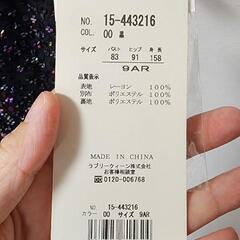 NO. 15-443216
COL. 00 黒
サイズ バスト ヒップ 身長
83 91 158
9AR
品質表示
表地 レーヨン 100%
別布 ポリエステル 100%
裏地 ポリエステル 100%
MADE IN CHINA
ラブリークィーン株式会社
お客様相談室
0120-006768
NO. 15-443216
カラー 00 サイズ 9AR